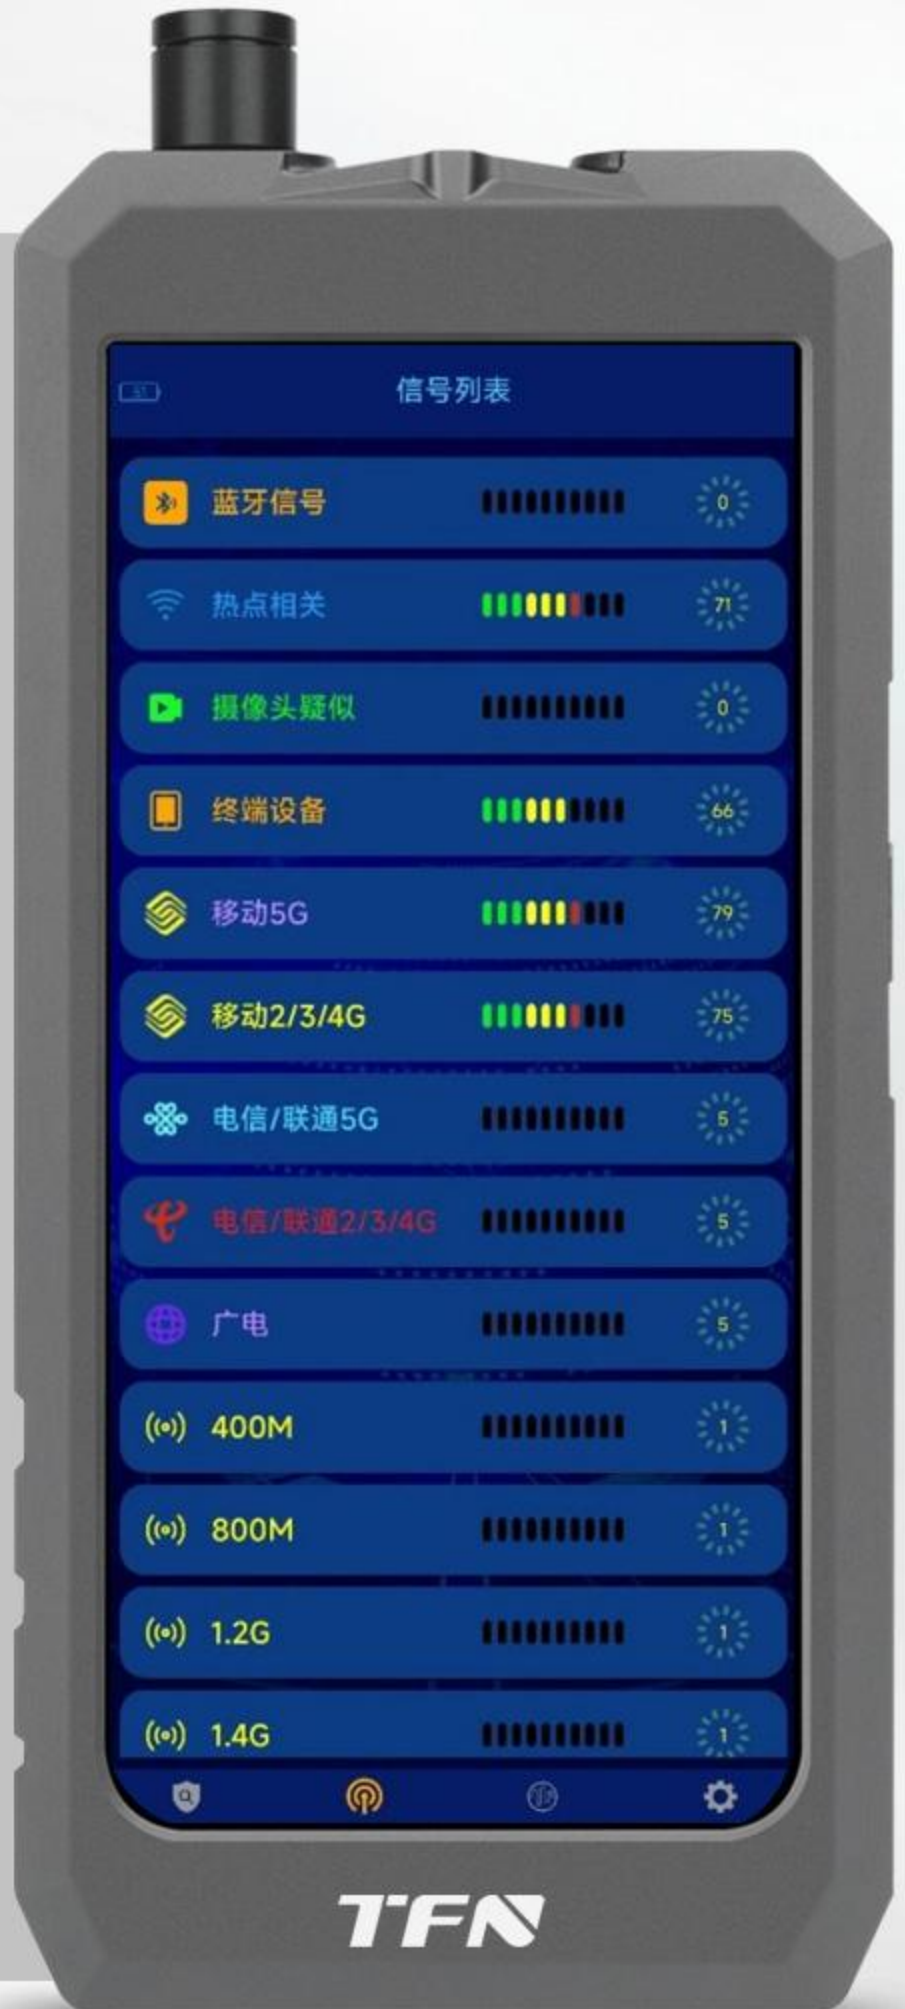 信号列表
蓝牙信号 0
热点相关 71
摄像头疑似 0
终端设备 66
移动5G 79
移动2/3/4G 75
电信/联通5G 5
电信/联通2/3/4G 5
广电 5
400M 1
800M 1
1.2G 1
1.4G 1
TFN